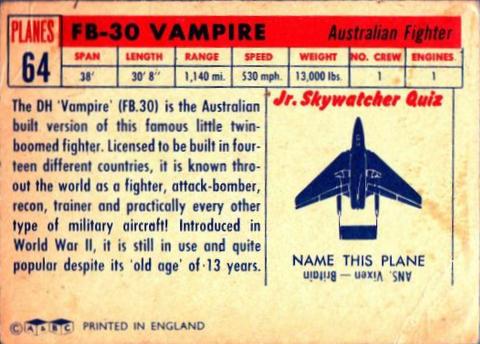 PLANES
64
FB-30 VAMPIRE Australian Fighter
SPAN LENGTH RANGE SPEED WEIGHT NO. CREW ENGINES
38' 30' 8" 1,140 mi. 530 mph. 13,000 lbs. 1 1
The DH 'Vampire' (FB.30) is the Australian
built version of this famous little twin-
boomed fighter. Licensed to be built in four-
teen different countries, it is known thro-
out the world as a fighter, attack-bomber,
recon, trainer and practically every other
type of military aircraft! Introduced in
World War II, it is still in use and quite
popular despite its 'old age' of 13 years.
Jr. Skywatcher Quiz
NAME THIS PLANE
ANS. Vixen — Britain
© A&BC PRINTED IN ENGLAND